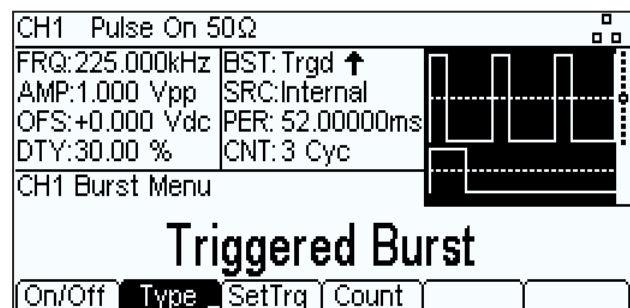 CH1 Pulse On 50Ω
FRQ:225.000kHz BST:Trgd ↑
AMP:1.000 Vpp SRC:Internal
OFS:+0.000 Vdc PER: 52.00000ms
DTY:30.00 % CNT:3 Cyc
CH1 Burst Menu
Triggered Burst
On/Off Type SetTrg Count